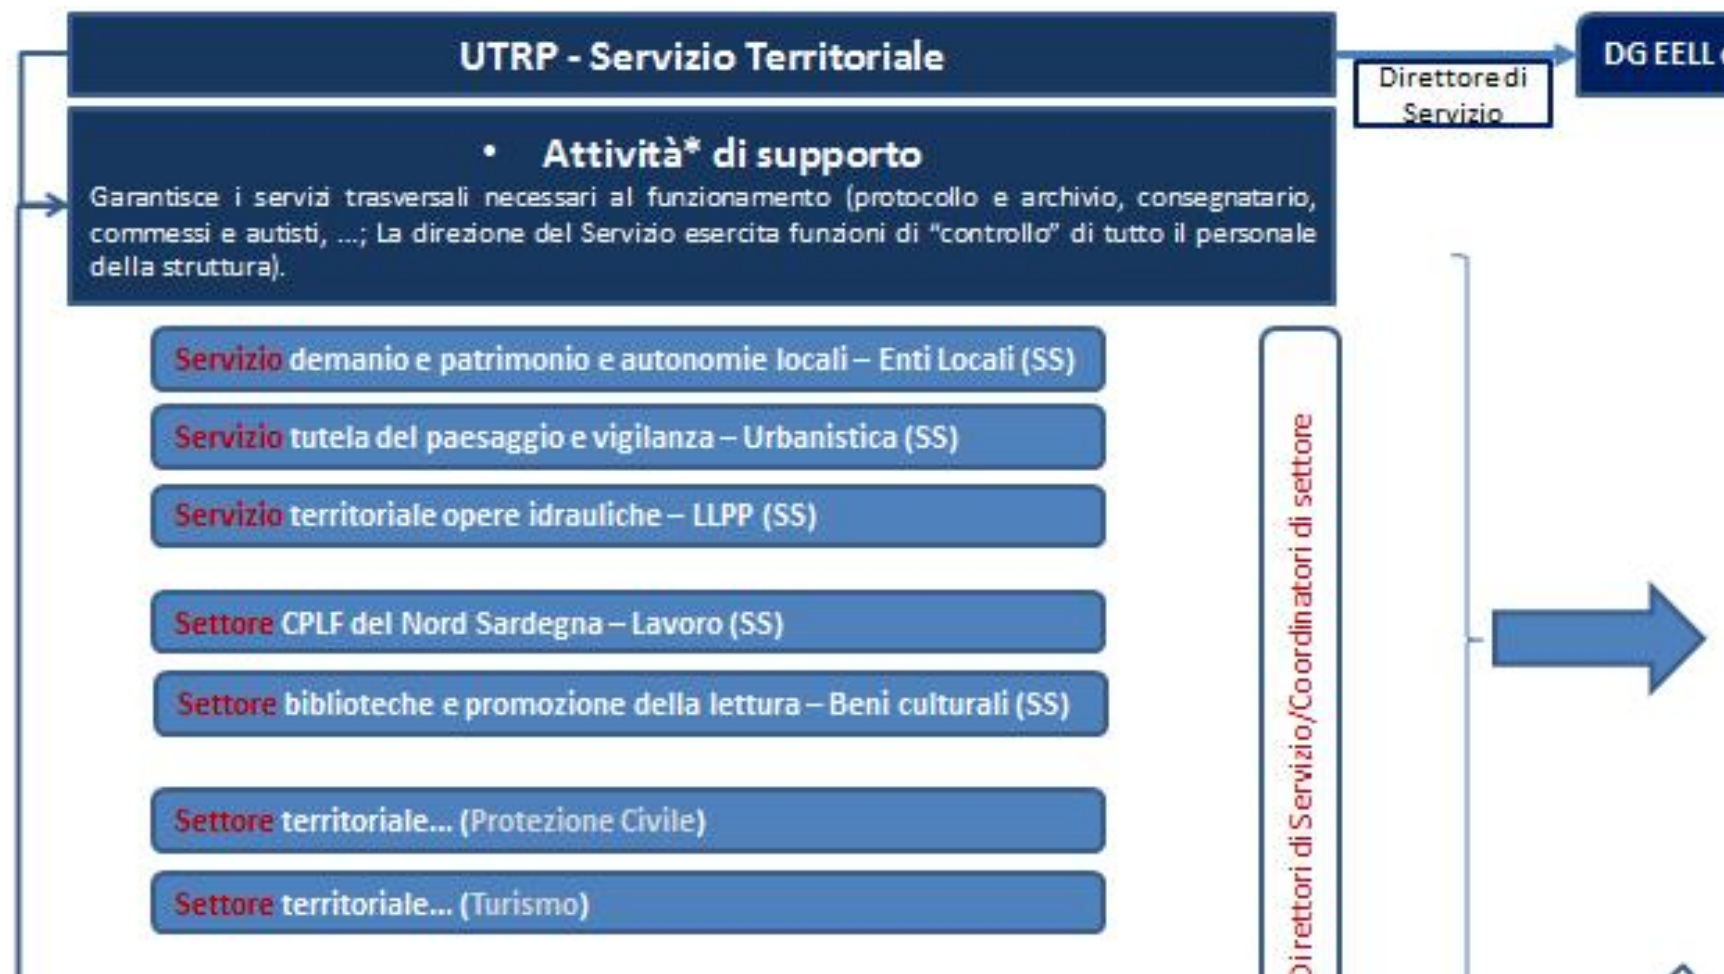 UTRP - Servizio Territoriale
DG EELL
Direttore di
Servizio
• Attività* di supporto
Garantisce i servizi trasversali necessari al funzionamento (protocollo e archivio, consegnatario,
commessi e autisti, ...; La direzione del Servizio esercita funzioni di "controllo" di tutto il personale
della struttura).
Servizio demanio e patrimonio e autonomie locali – Enti Locali (SS)
Servizio tutela del paesaggio e vigilanza – Urbanistica (SS)
Servizio territoriale opere idrauliche – LLPP (SS)
Settore CPLF del Nord Sardegna – Lavoro (SS)
Settore biblioteche e promozione della lettura – Beni culturali (SS)
Settore territoriale... (Protezione Civile)
Settore territoriale... (Turismo)
Direttori di Servizio/Coordinatori di settore